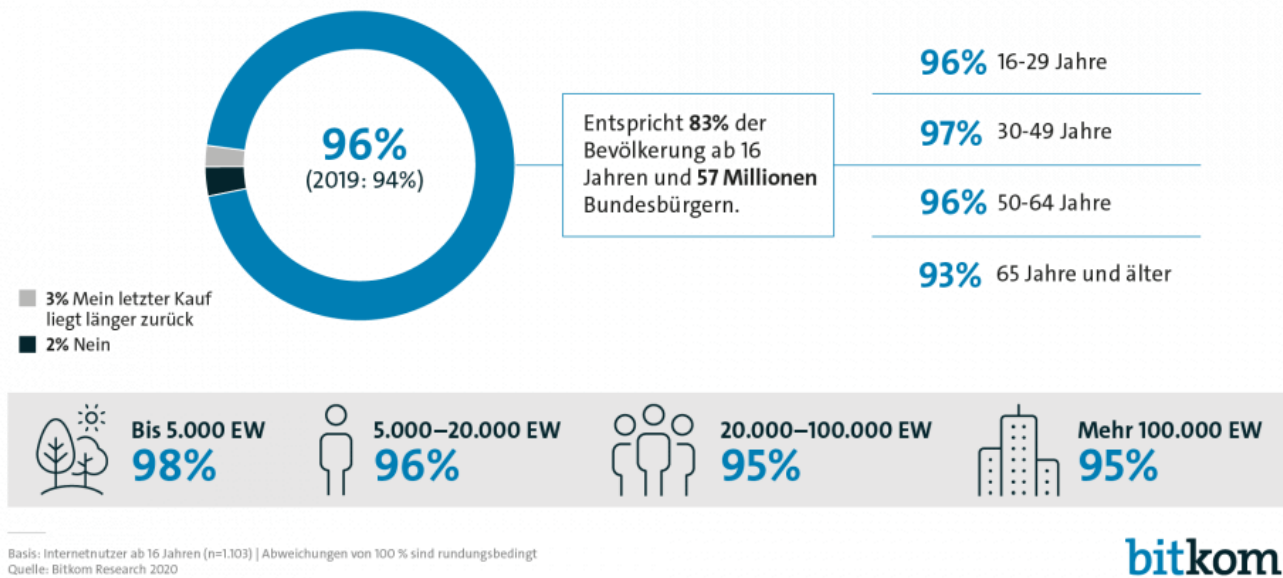 96%
(2019: 94%)
3% Mein letzter Kauf
liegt länger zurück
2% Nein
Entspricht 83% der
Bevölkerung ab 16
Jahren und 57 Millionen
Bundesbürgern.
96% 16-29 Jahre
97% 30-49 Jahre
96% 50-64 Jahre
93% 65 Jahre und älter
Bis 5.000 EW
98%
5.000–20.000 EW
96%
20.000–100.000 EW
95%
Mehr 100.000 EW
95%
Basis: Internetnutzer ab 16 Jahren (n=1.103) | Abweichungen von 100 % sind rundungsbedingt
Quelle: Bitkom Research 2020
bitkom